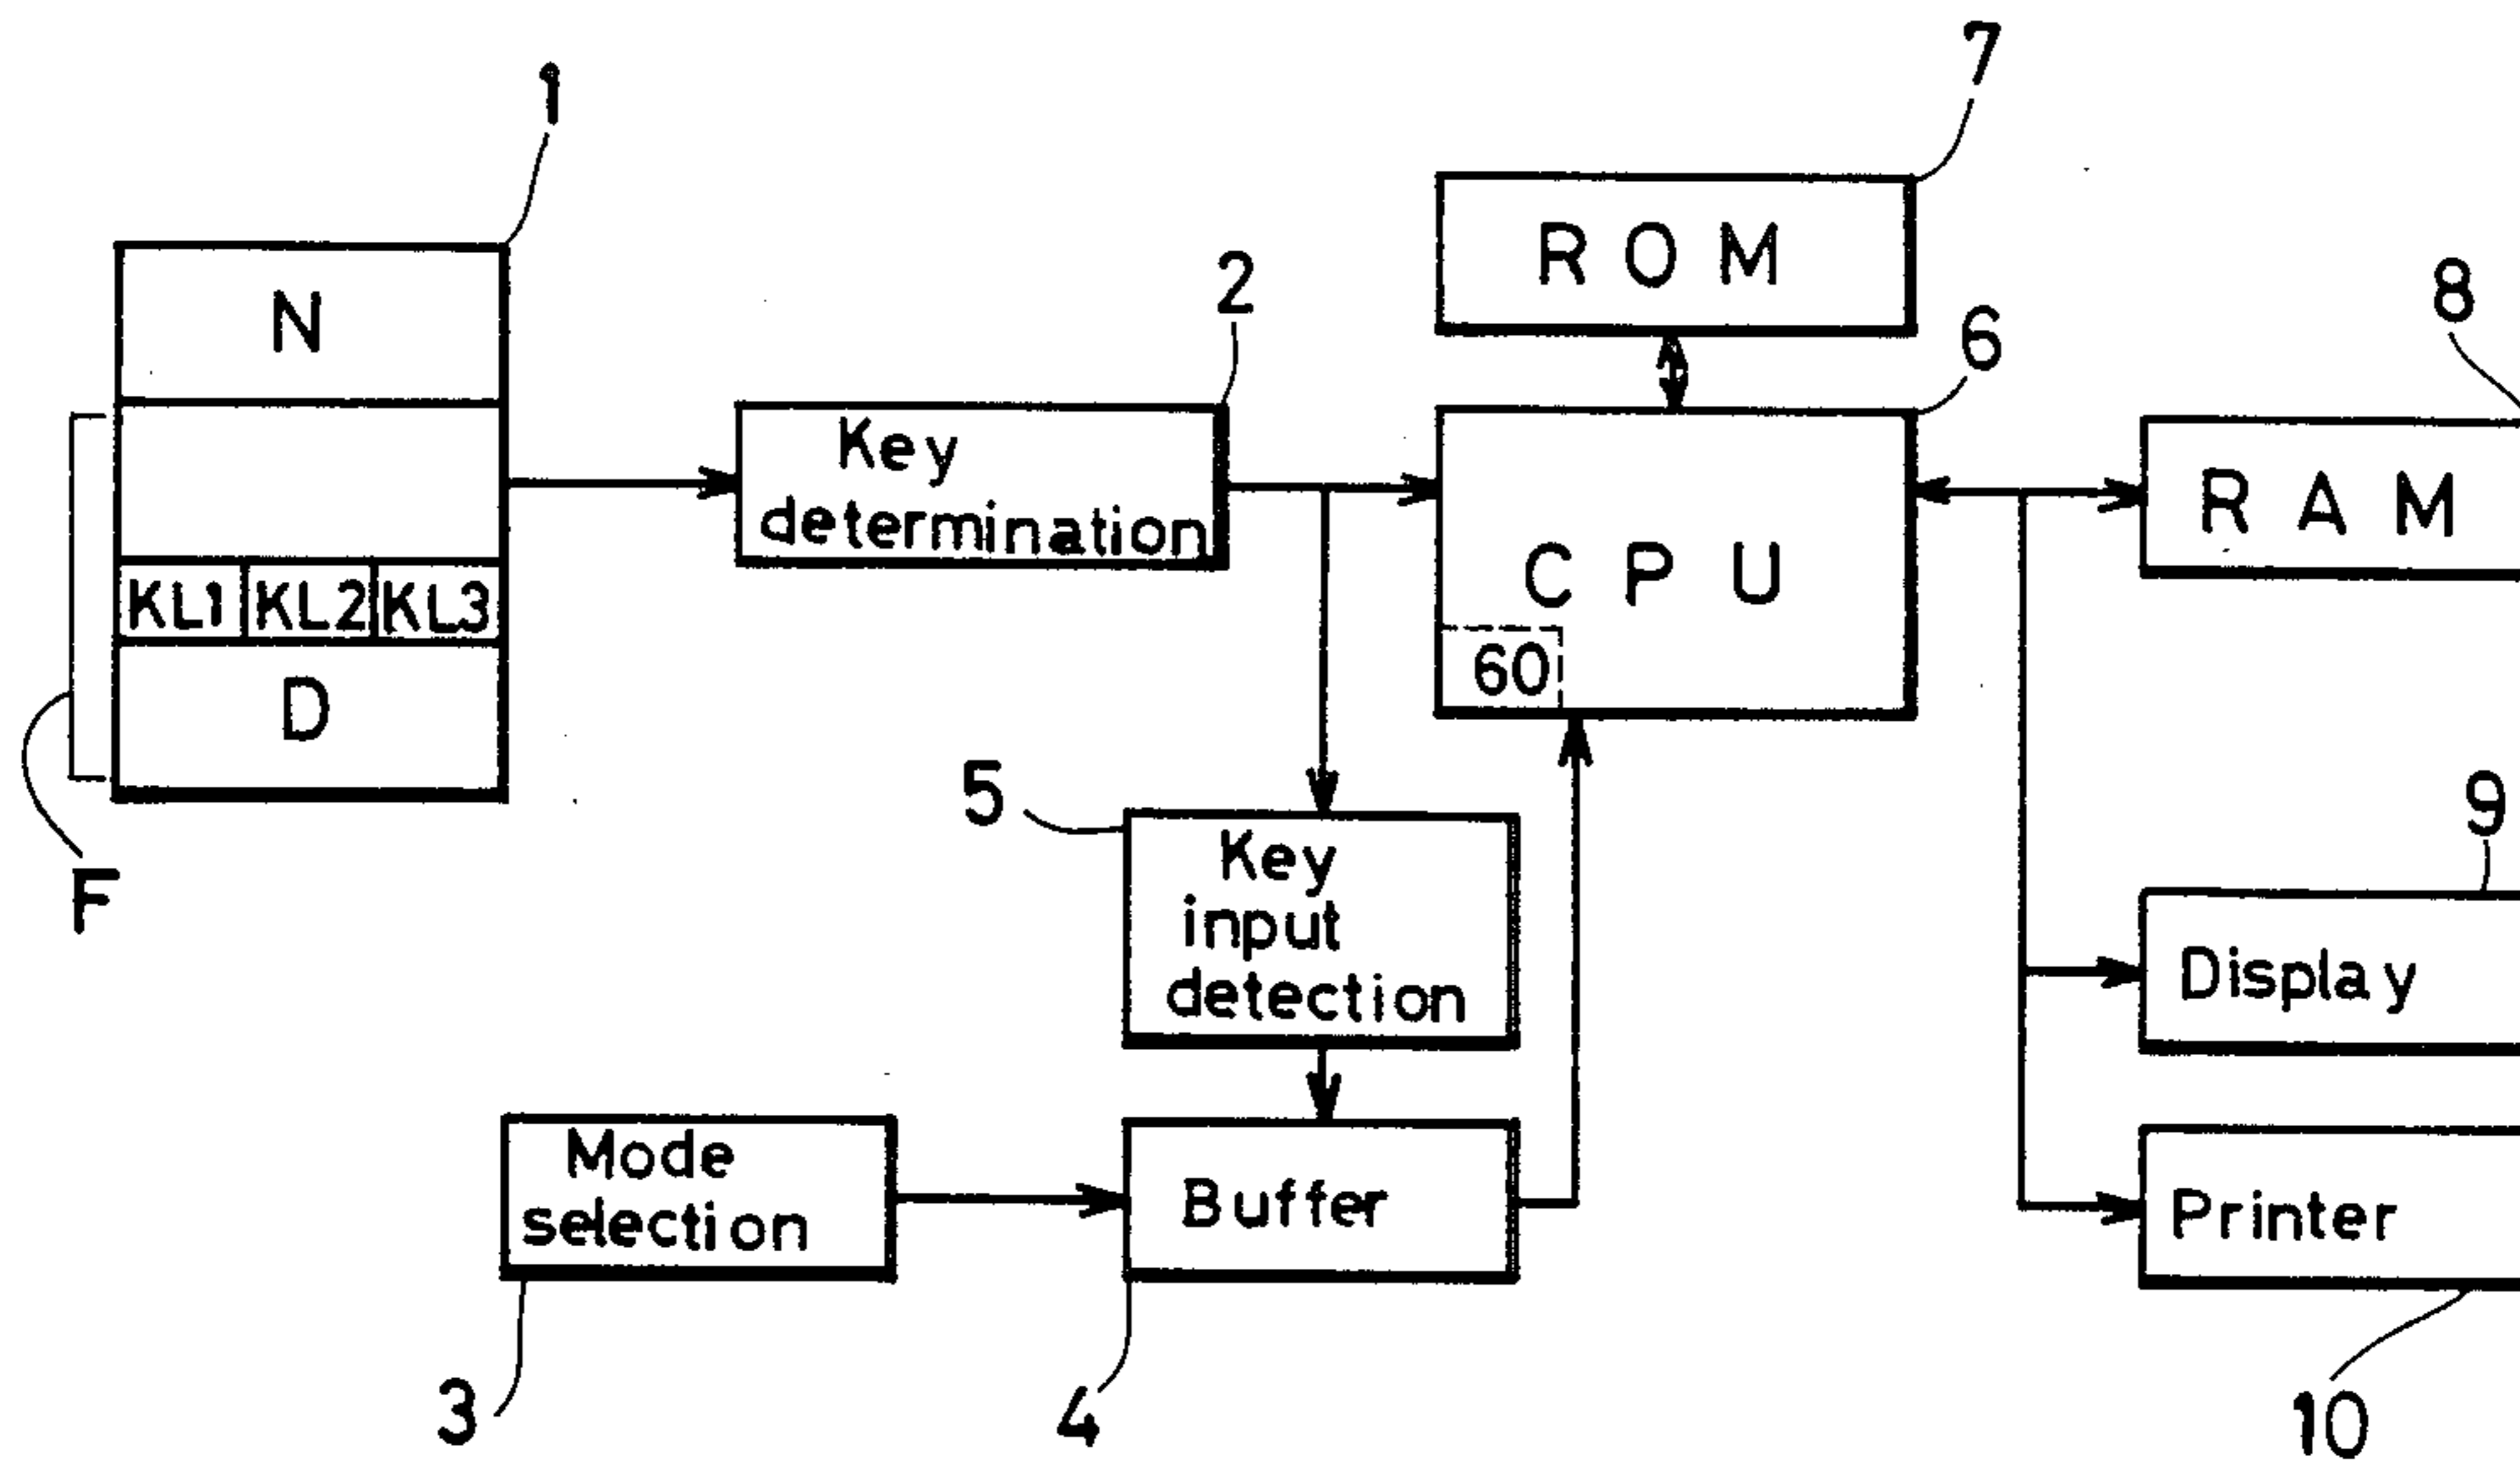 1
N
KL1 KL2 KL3
D
F
2
Key
determination
7
ROM
6
CPU
60
8
RAM
5
Key
input
detection
9
Display
Mode
selection
3
Buffer
4
Printer
10